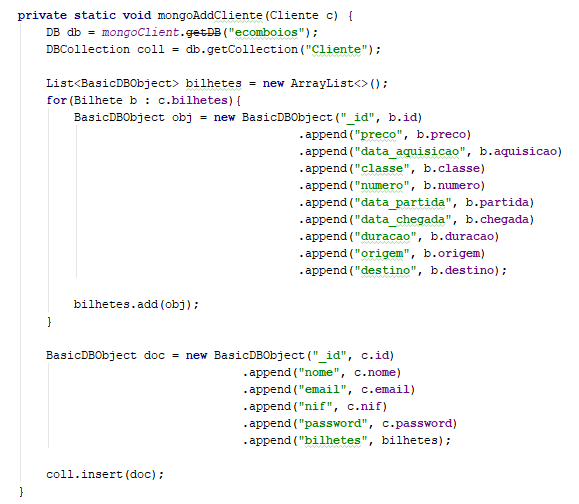 private static void mongoAddCliente(Cliente c) {
    DB db = mongoClient.getDB("ecomboios");
    DBCollection coll = db.getCollection("Cliente");

    List<BasicDBObject> bilhetes = new ArrayList<>();
    for(Bilhete b : c.bilhetes){
        BasicDBObject obj = new BasicDBObject("_id", b.id)
                                        .append("preco", b.preco)
                                        .append("data_aquisicao", b.aquisicao)
                                        .append("classe", b.classe)
                                        .append("numero", b.numero)
                                        .append("data_partida", b.partida)
                                        .append("data_chegada", b.chegada)
                                        .append("duracao", b.duracao)
                                        .append("origem", b.origem)
                                        .append("destino", b.destino);

        bilhetes.add(obj);
    }

    BasicDBObject doc = new BasicDBObject("_id", c.id)
                                .append("nome", c.nome)
                                .append("email", c.email)
                                .append("nif", c.nif)
                                .append("password", c.password)
                                .append("bilhetes", bilhetes);

    coll.insert(doc);
}